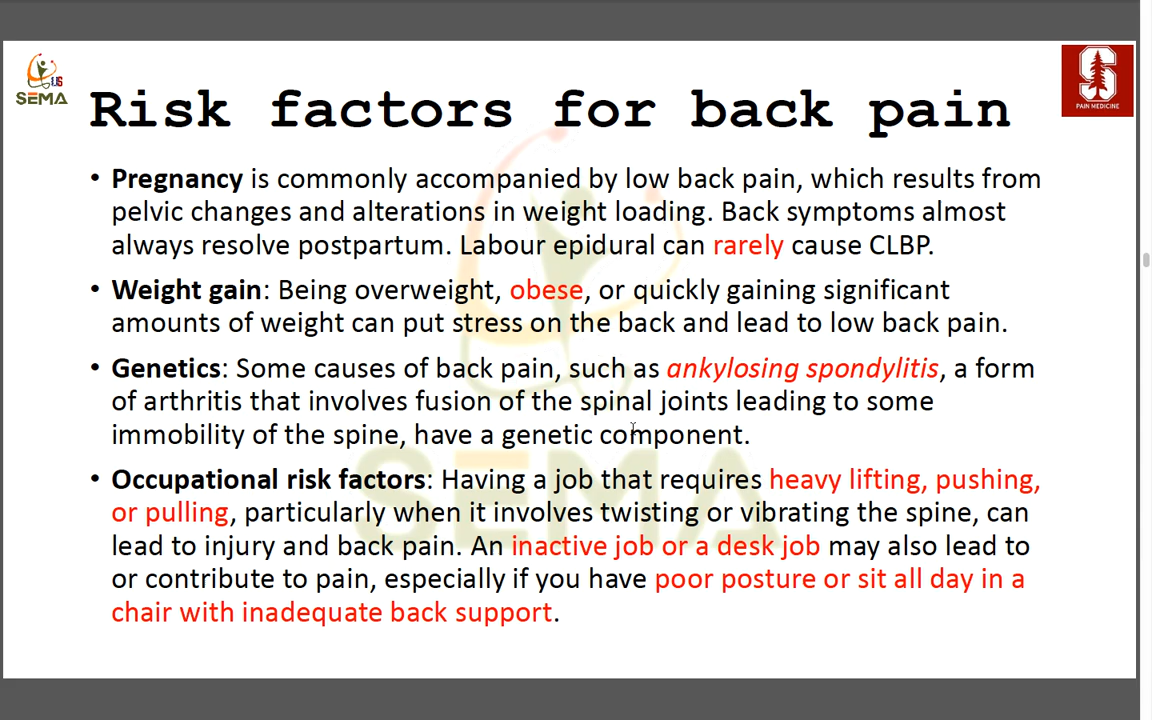 US
SEMA
PAIN MEDICINE
Risk factors for back pain
• Pregnancy is commonly accompanied by low back pain, which results from
pelvic changes and alterations in weight loading. Back symptoms almost
always resolve postpartum. Labour epidural can rarely cause CLBP.
• Weight gain: Being overweight, obese, or quickly gaining significant
amounts of weight can put stress on the back and lead to low back pain.
• Genetics: Some causes of back pain, such as ankylosing spondylitis, a form
of arthritis that involves fusion of the spinal joints leading to some
immobility of the spine, have a genetic component.
• Occupational risk factors: Having a job that requires heavy lifting, pushing,
or pulling, particularly when it involves twisting or vibrating the spine, can
lead to injury and back pain. An inactive job or a desk job may also lead to
or contribute to pain, especially if you have poor posture or sit all day in a
chair with inadequate back support.
SEMA